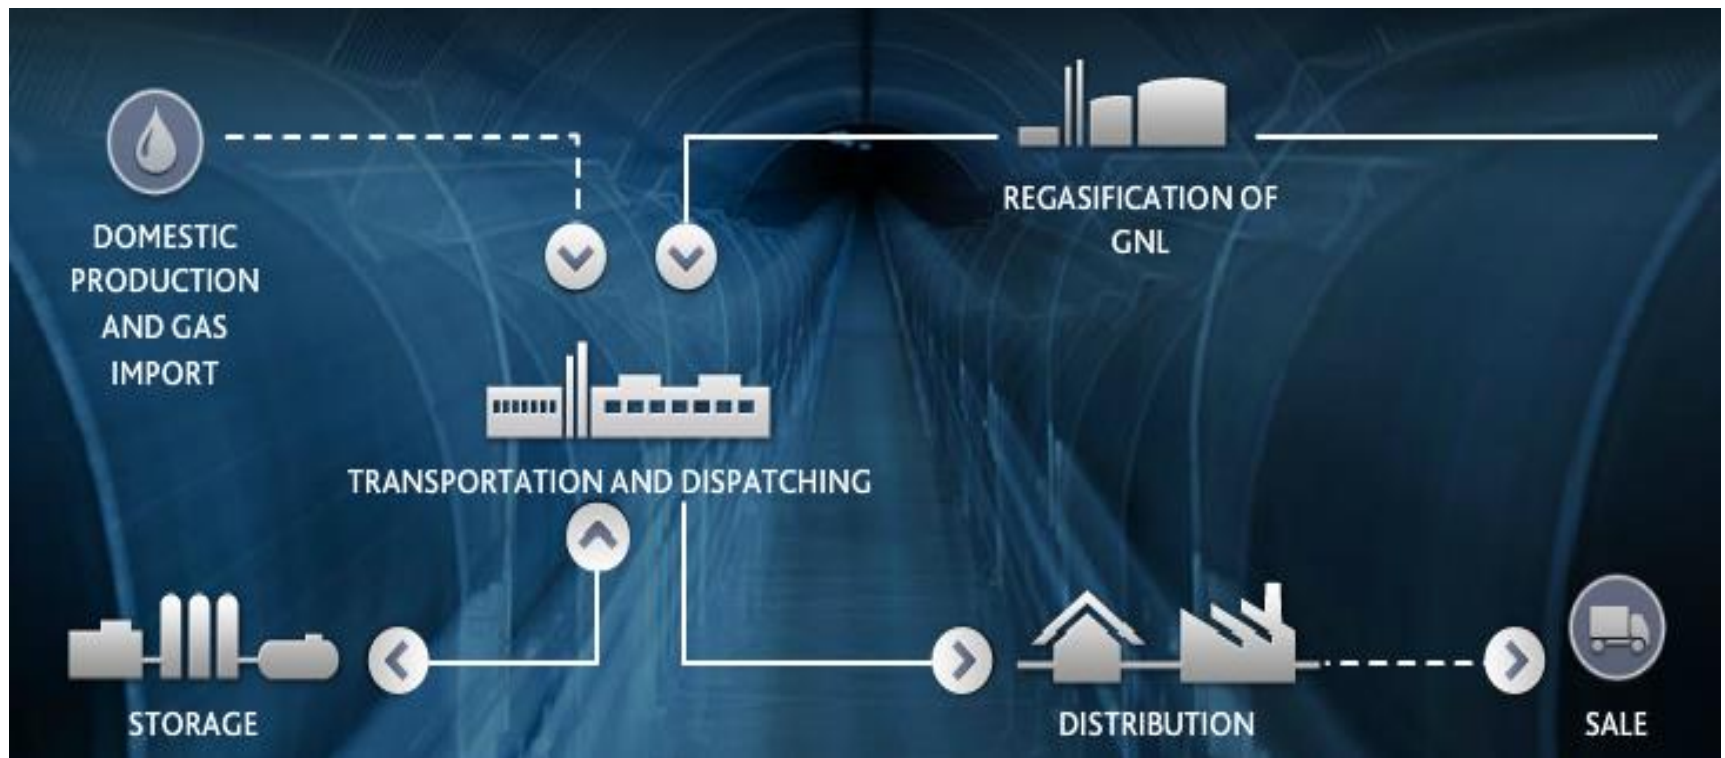 DOMESTIC
PRODUCTION
AND GAS
IMPORT
REGASIFICATION OF
GNL
TRANSPORTATION AND DISPATCHING
STORAGE
DISTRIBUTION
SALE